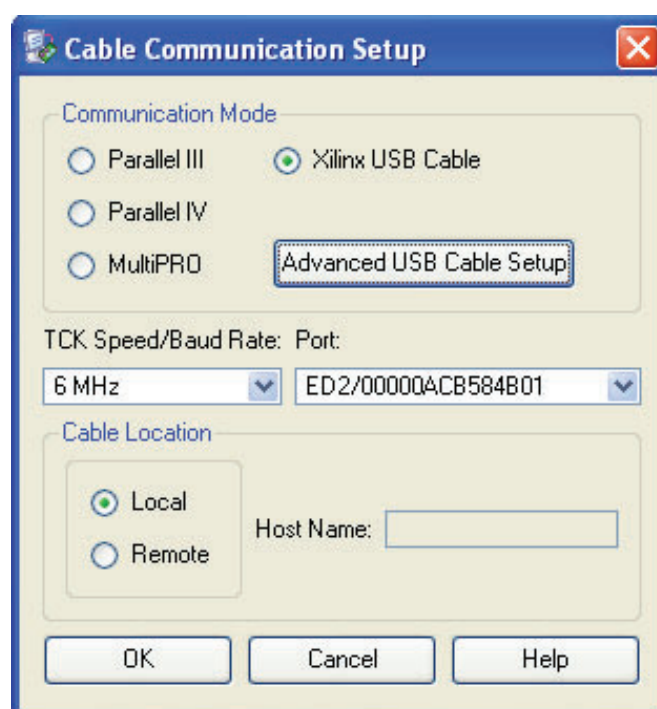 Cable Communication Setup
Communication Mode
Parallel III Xilinx USB Cable
Parallel IV
MultiPRO Advanced USB Cable Setup
TCK Speed/Baud Rate: Port:
6 MHz ED2/00000ACB584B01
Cable Location
Local
Host Name:
Remote
OK Cancel Help